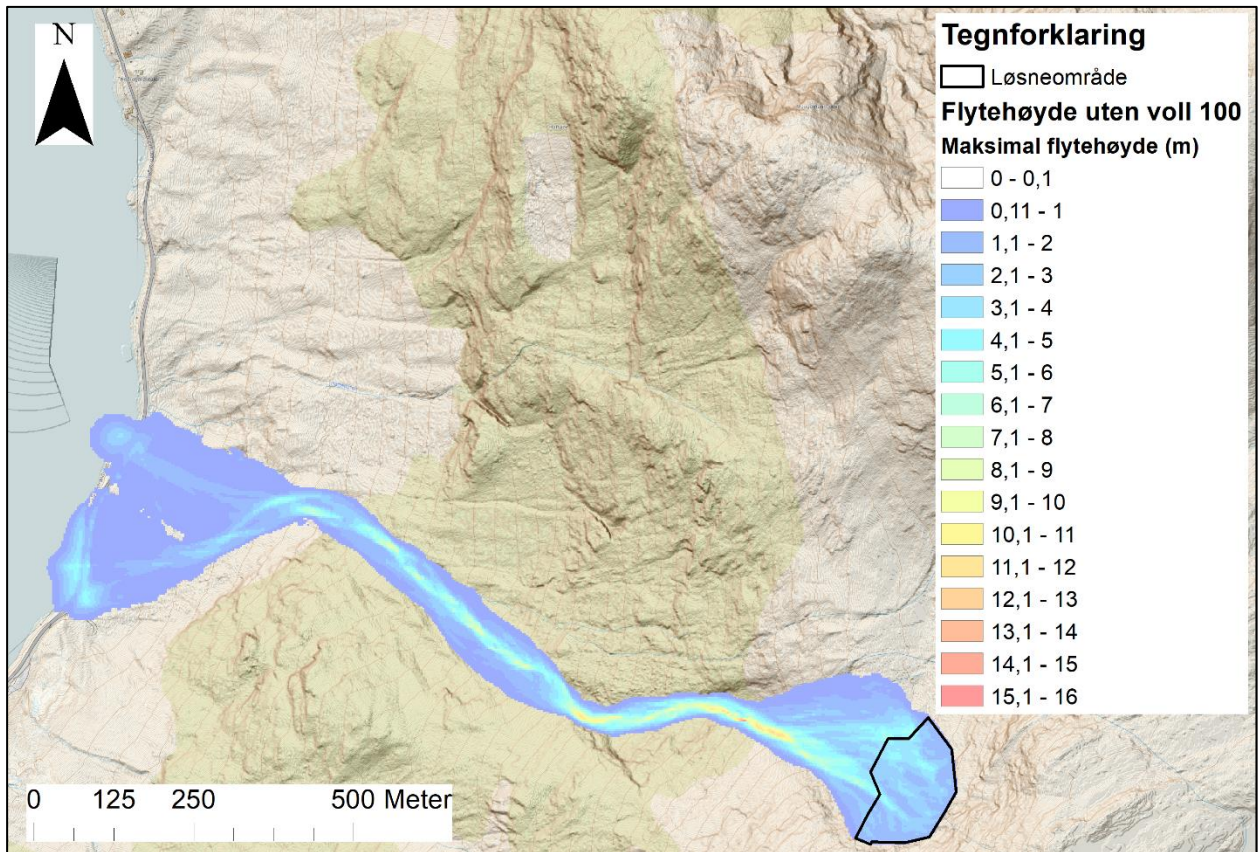 N
Tegnforklaring
Løsneområde
Flytehøyde uten voll 100
Maksimal flytehøyde (m)
0 - 0,1
0,11 - 1
1,1 - 2
2,1 - 3
3,1 - 4
4,1 - 5
5,1 - 6
6,1 - 7
7,1 - 8
8,1 - 9
9,1 - 10
10,1 - 11
11,1 - 12
12,1 - 13
13,1 - 14
14,1 - 15
15,1 - 16
0 125 250 500 Meter